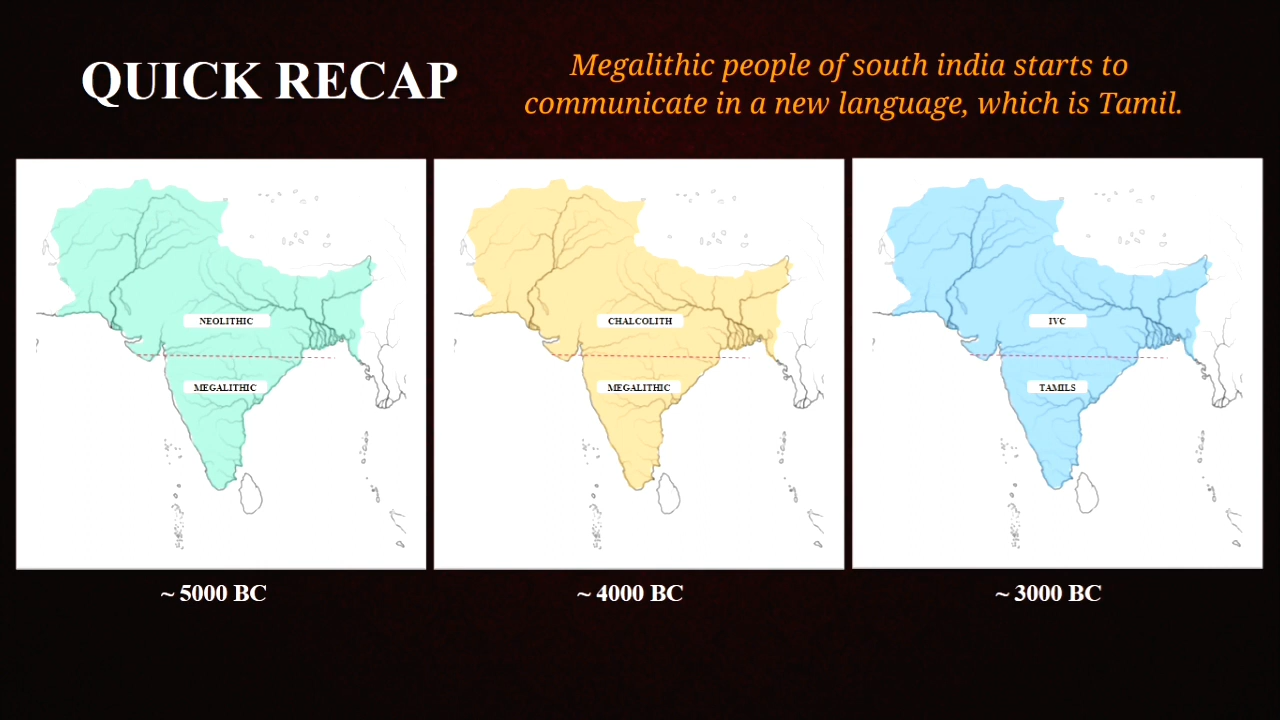 QUICK RECAP
Megalithic people of south india starts to
communicate in a new language, which is Tamil.
NEOLITHIC
MEGALITHIC
~ 5000 BC
CHALCOLITH
MEGALITHIC
~ 4000 BC
IVC
TAMILS
~ 3000 BC